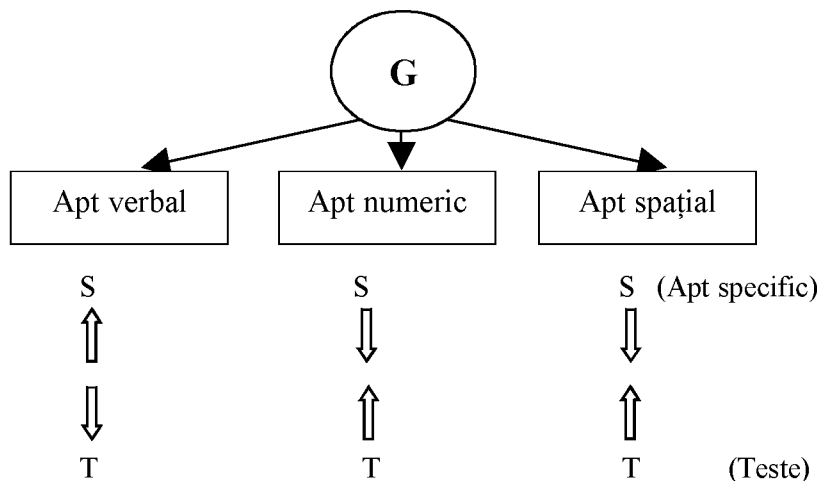 G
Apt verbal Apt numeric Apt spațial
S S S (Apt specific)
T T T (Teste)